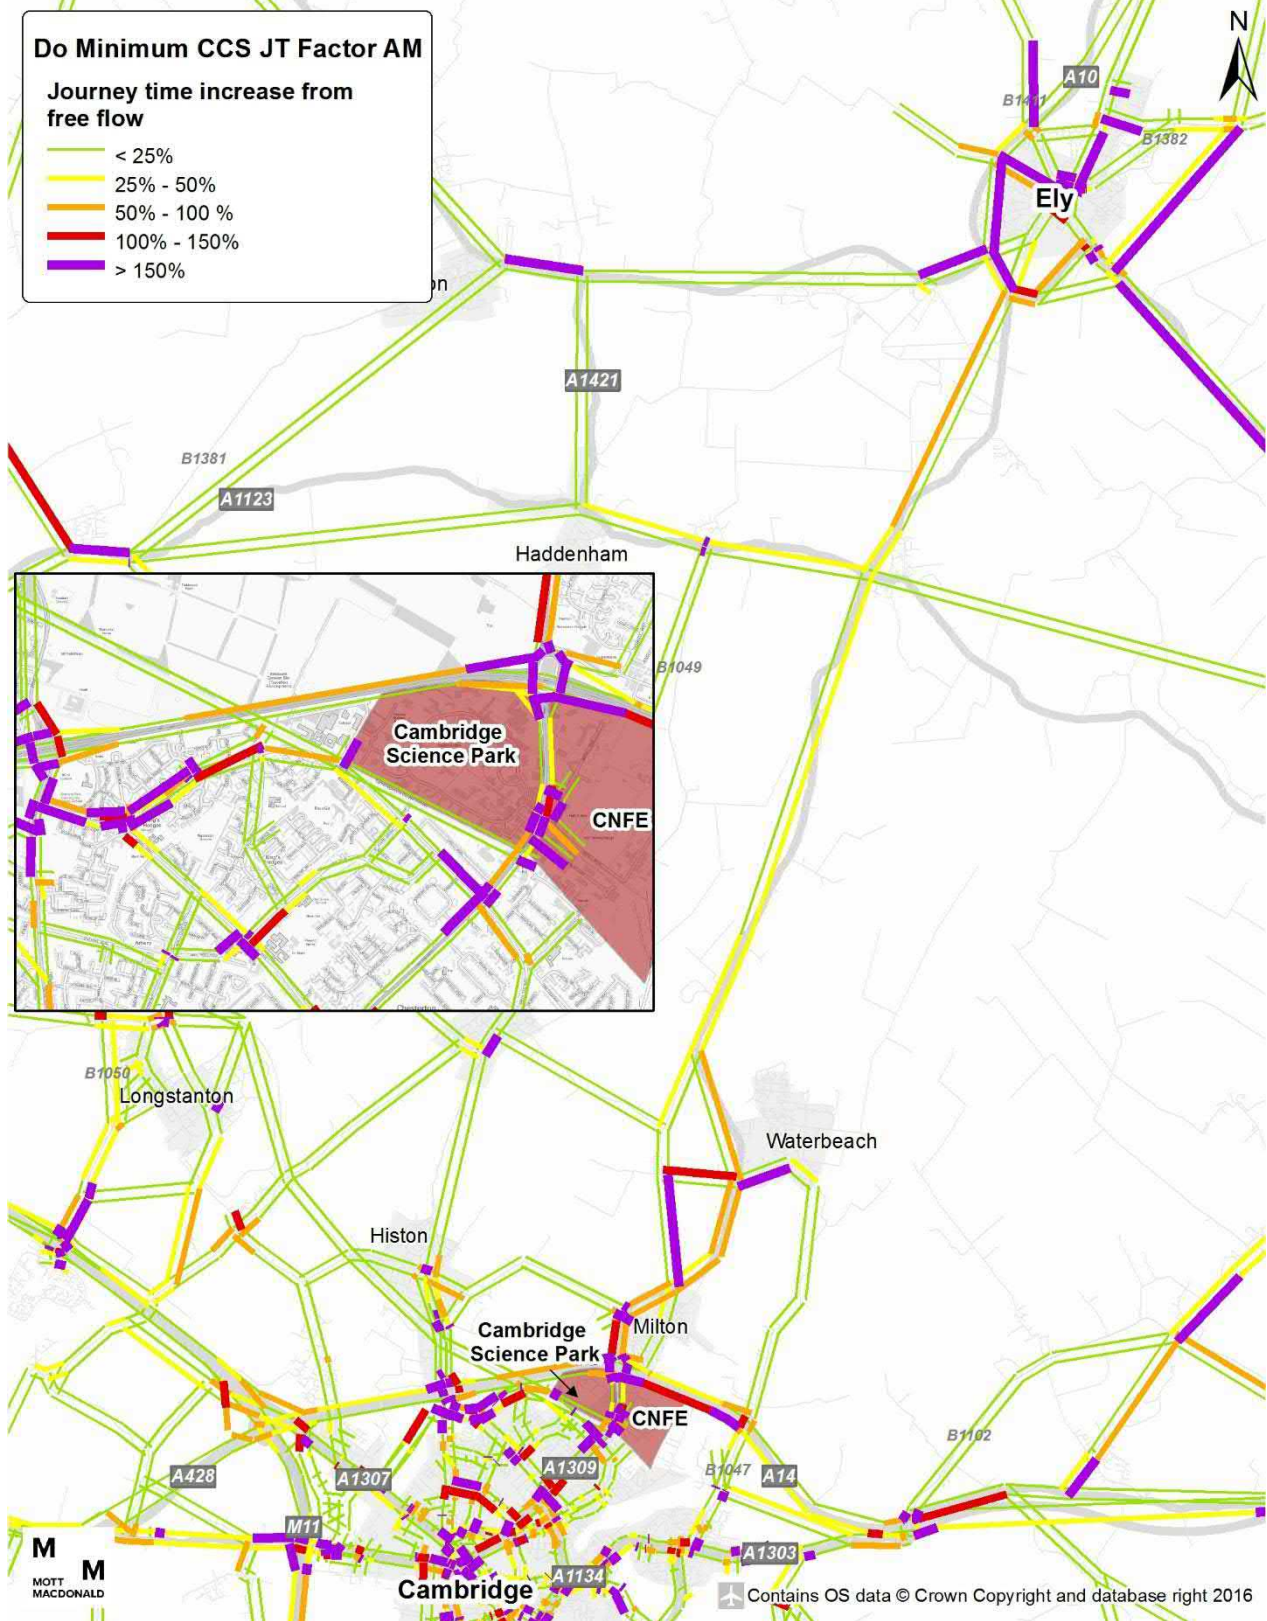 Do Minimum CCS JT Factor AM
Journey time increase from
free flow
< 25%
25% - 50%
50% - 100 %
100% - 150%
> 150%
N
A10
B1411
B1382
Ely
on
A1421
B1381
A1123
Haddenham
B1049
Cambridge
Science Park
CNFE
Chesterton
B1050
Longstanton
Waterbeach
Histon
Milton
Cambridge
Science Park
CNFE
B1102
A428
A1307
A1309
B1047
A14
M11
A1303
A1134
Cambridge
M
M
MOTT
MACDONALD
Contains OS data © Crown Copyright and database right 2016